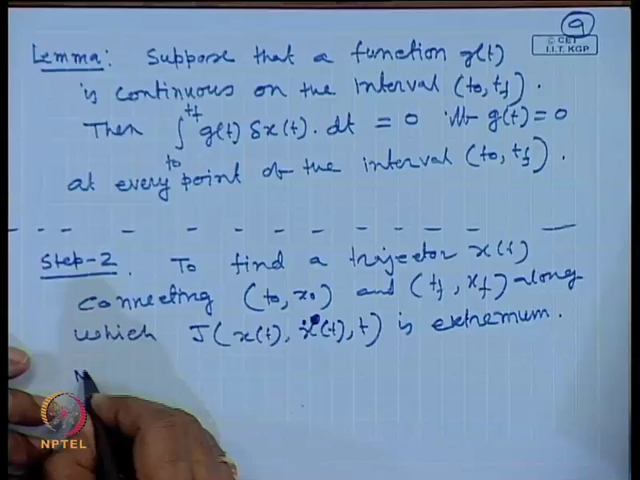 9
© CET
I.I.T. KGP
Lemma: Suppose that a function g(t)
is continuous on the interval (t0, tf).
Then ∫_{t0}^{tf} g(t) δx(t). dt = 0 iff g(t) = 0
at every point of the interval (t0, tf).
Step-2. To find a trajector x(t)
connecting (t0, x0) and (tf, xf) along
which J(x(t), ẋ(t), t) is extremum.
N
NPTEL